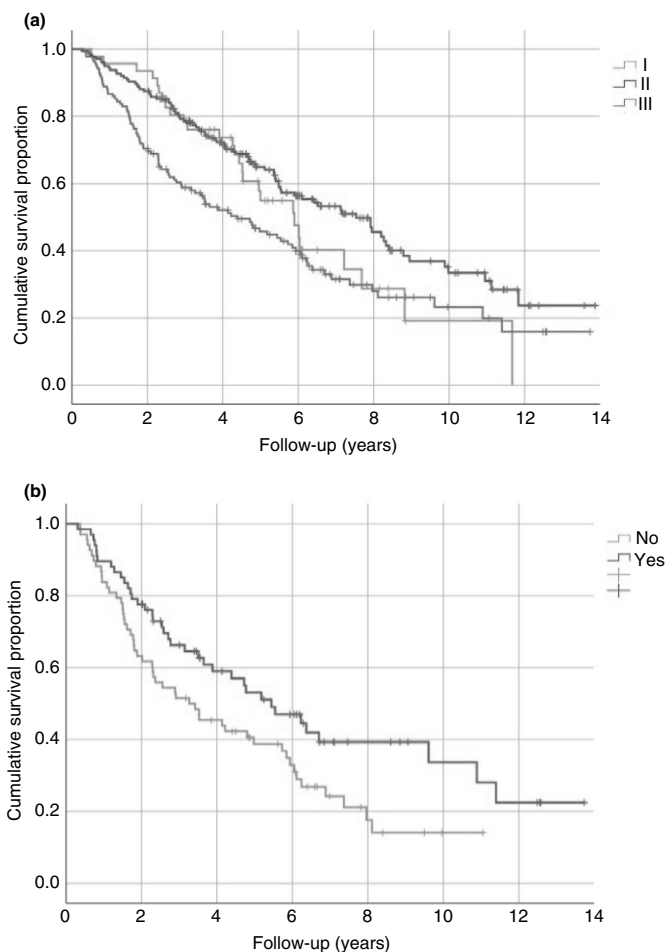 (a)
1.0
0.8
0.6
0.4
0.2
0.0
Cumulative survival proportion
0 2 4 6 8 10 12 14
Follow-up (years)
I
II
III
(b)
1.0
0.8
0.6
0.4
0.2
0.0
Cumulative survival proportion
0 2 4 6 8 10 12 14
Follow-up (years)
No
Yes